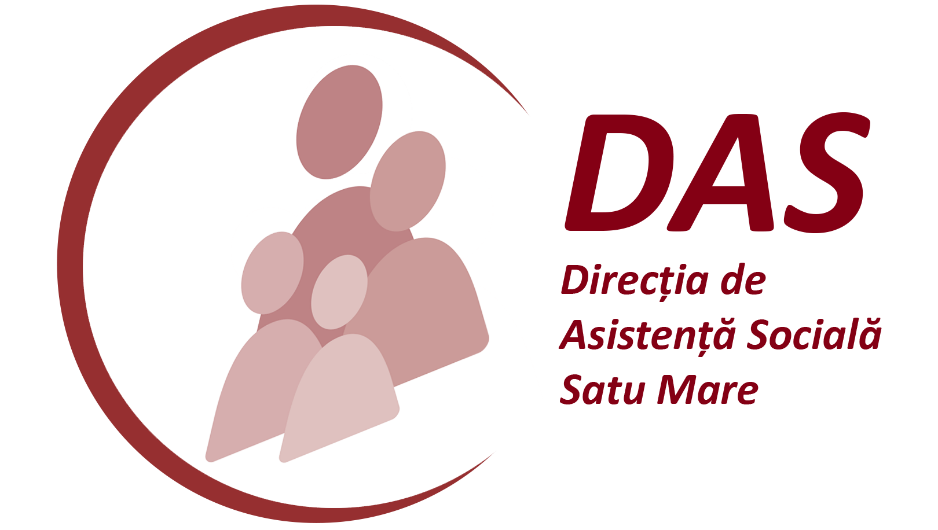 DAS
Direcția de
Asistență Socială
Satu Mare